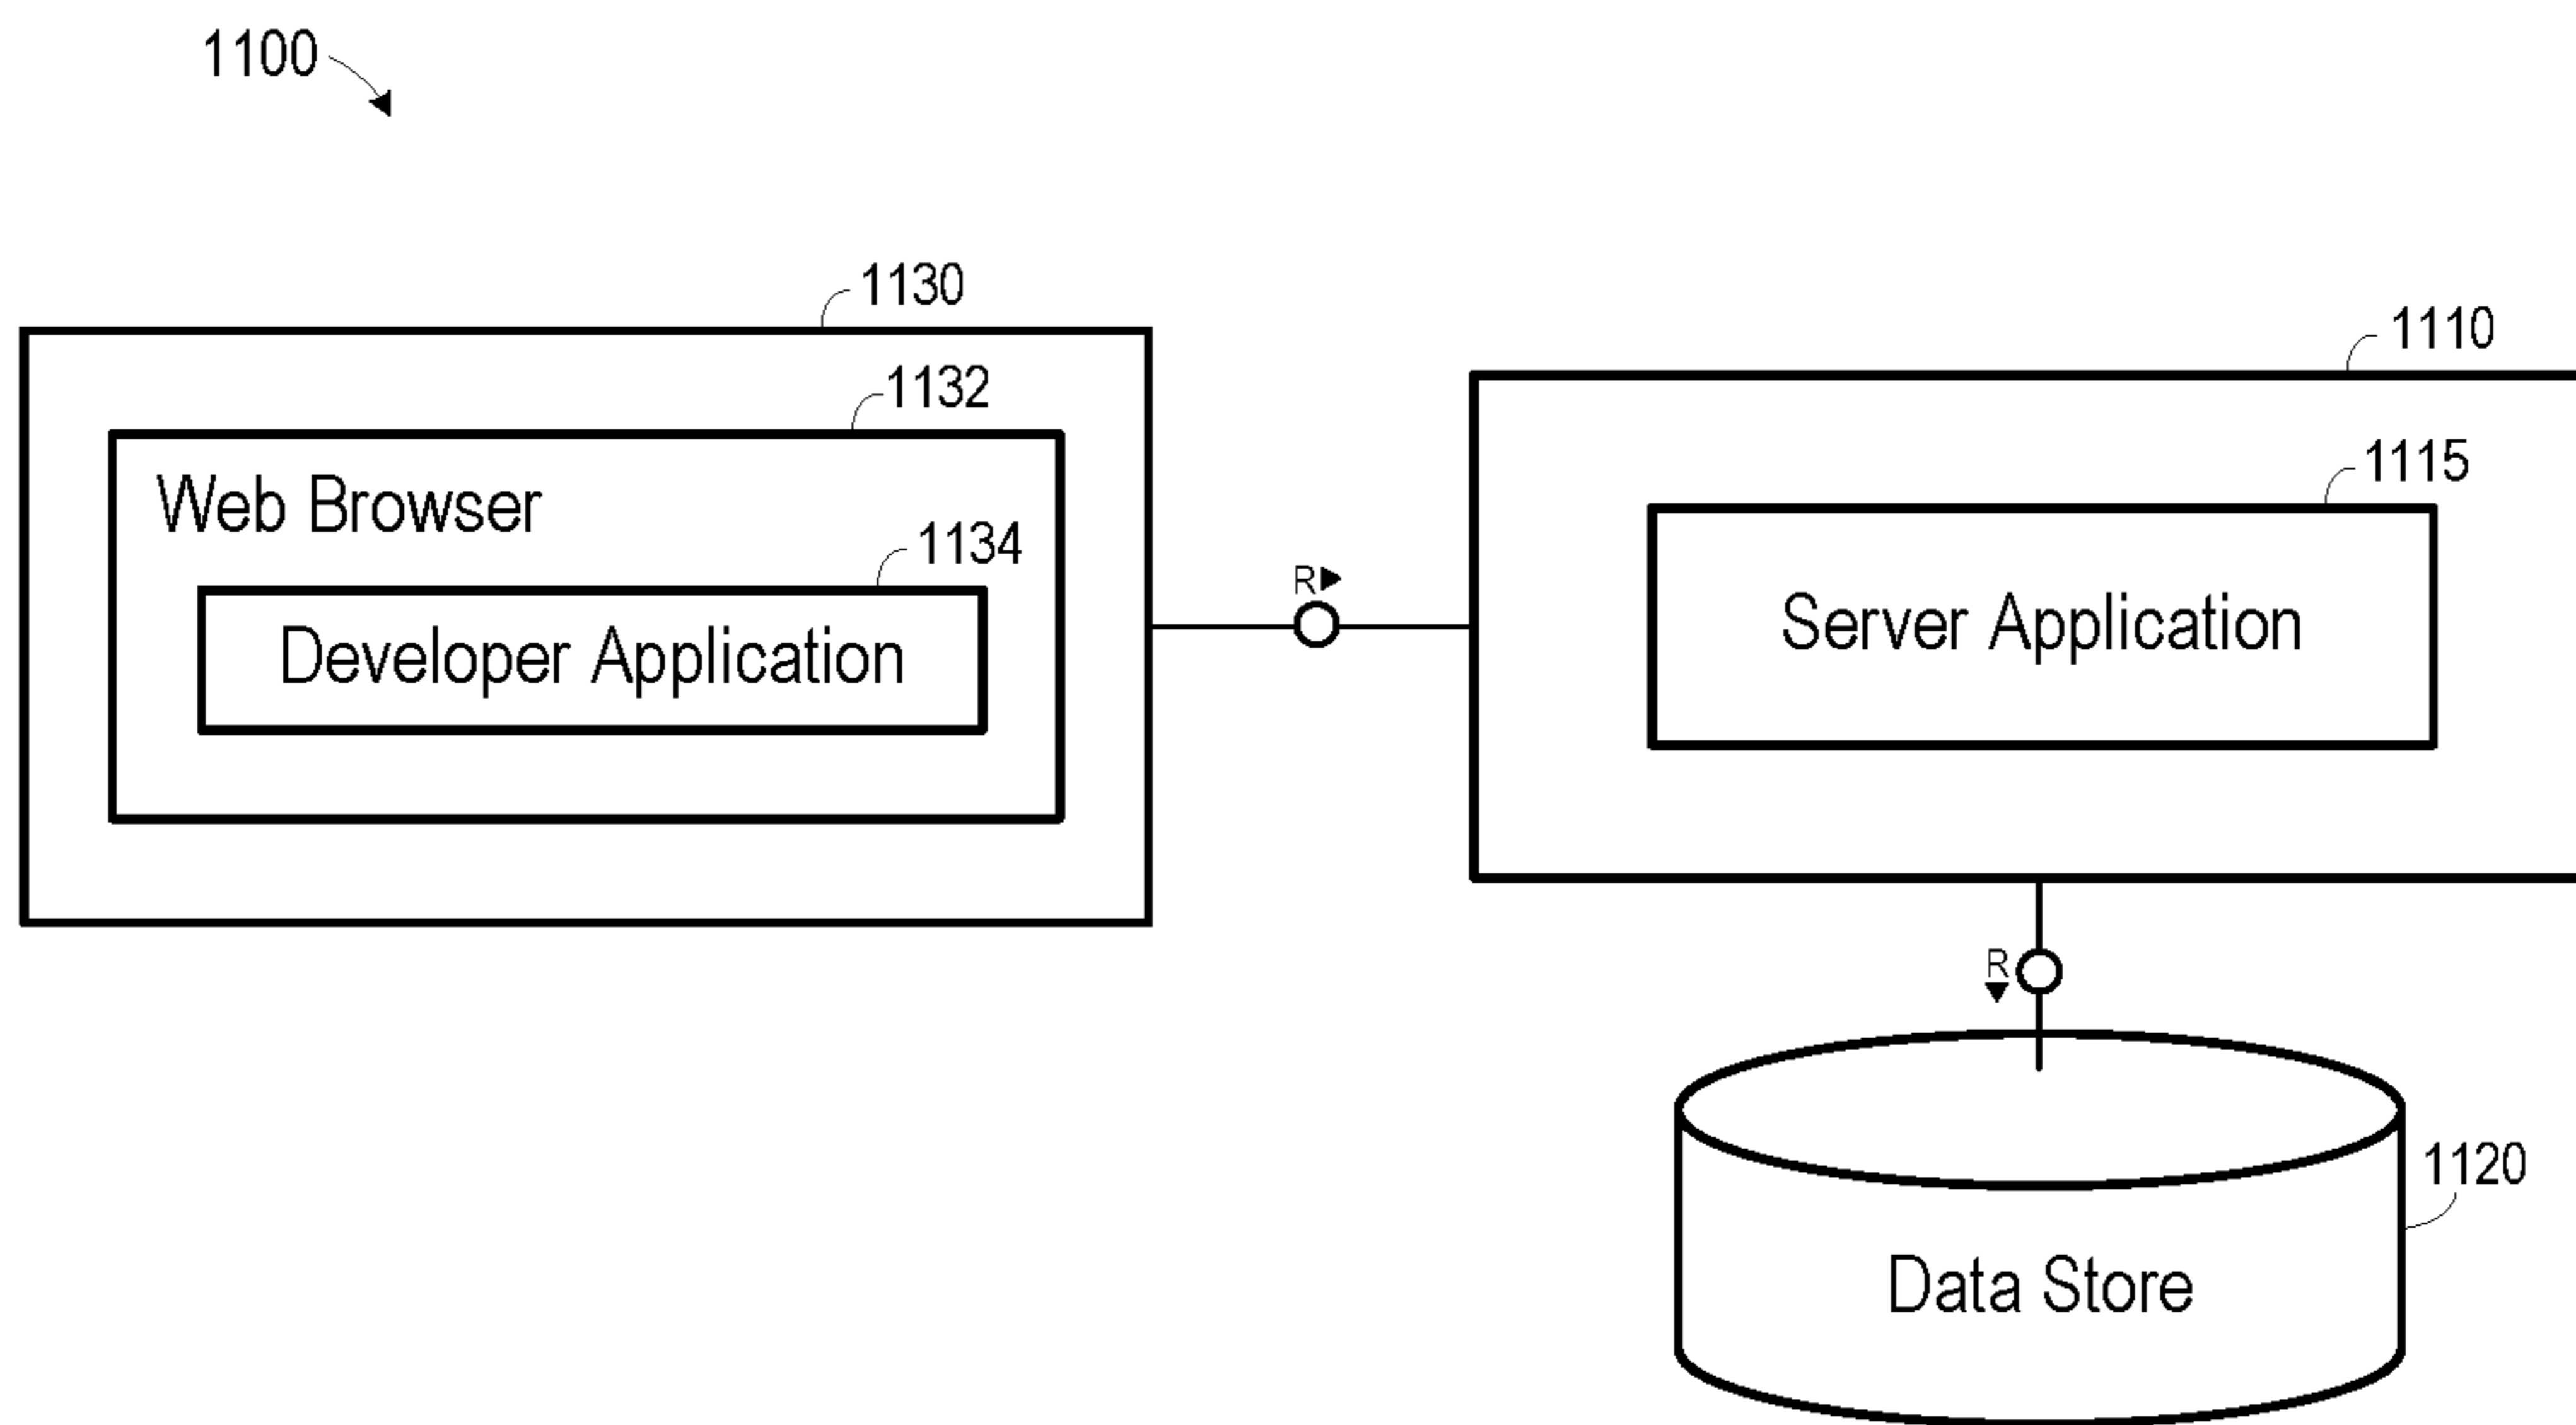 1100
1130
1110
1132
1115
Web Browser
1134
R
Server Application
Developer Application
R
1120
Data Store